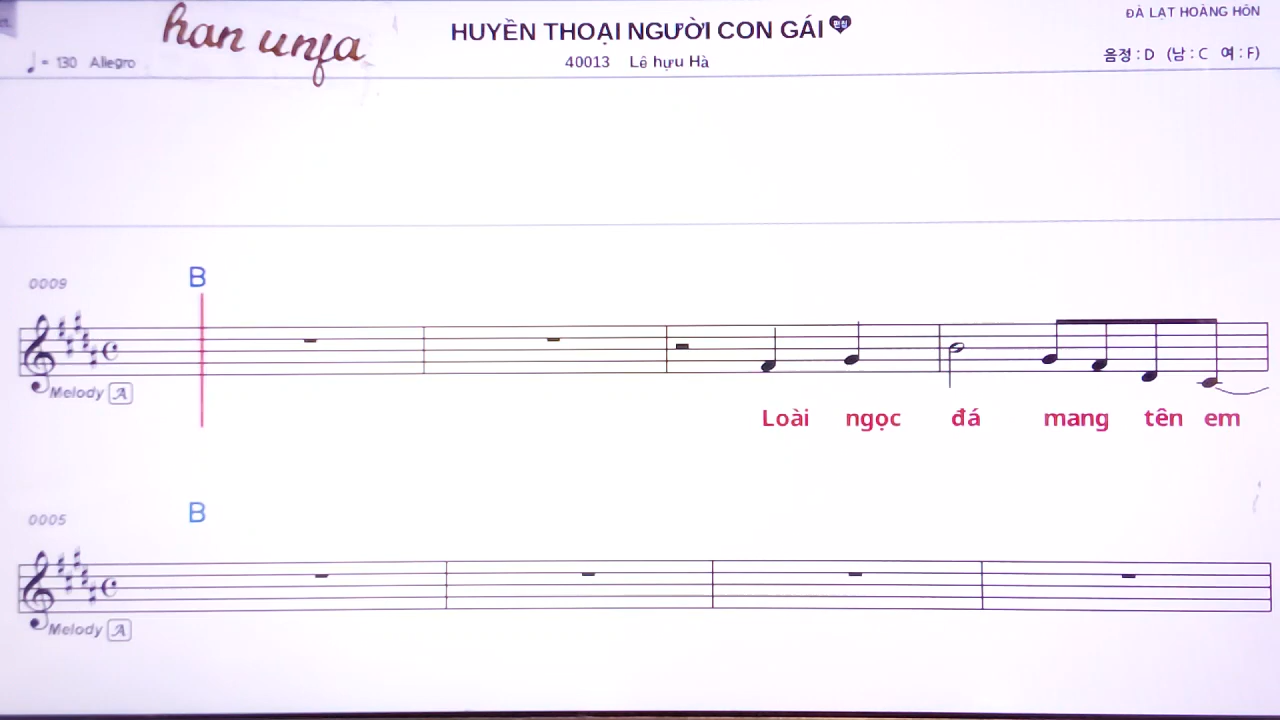 han unfa
HUYỀN THOẠI NGƯỜI CON GÁI
ĐÀ LẠT HOÀNG HÔN
= 130 Allegro
40013 Lê hựu Hà
음정 : D (남 : C 여 : F)
0009
B
Melody A
Loài ngọc đá mang tên em
0005
B
Melody A